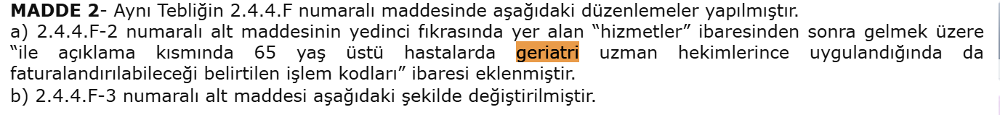 MADDE 2- Aynı Tebliğin 2.4.4.F numaralı maddesinde aşağıdaki düzenlemeler yapılmıştır.
a) 2.4.4.F-2 numaralı alt maddesinin yedinci fıkrasında yer alan “hizmetler” ibaresinden sonra gelmek üzere
“ile açıklama kısmında 65 yaş üstü hastalarda geriatri uzman hekimlerince uygulandığında da
faturalandırılabileceği belirtilen işlem kodları” ibaresi eklenmiştir.
b) 2.4.4.F-3 numaralı alt maddesi aşağıdaki şekilde değiştirilmiştir.